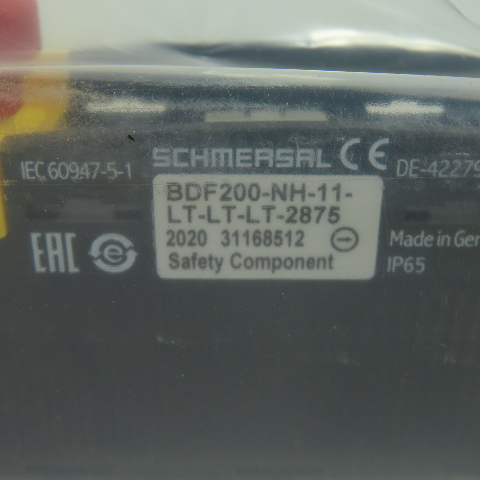 IEC 60947-5-1
SCHMERSAL CE
DE-42279
BDF200-NH-11-
LT-LT-LT-2875
2020 31168512
Safety Component
EAC
Made in Ger
IP65